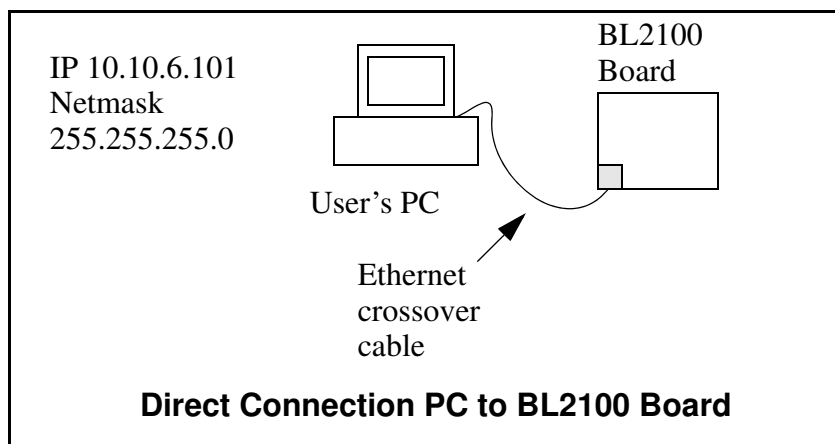 IP 10.10.6.101
Netmask
255.255.255.0
User’s PC
BL2100
Board
Ethernet
crossover
cable
Direct Connection PC to BL2100 Board